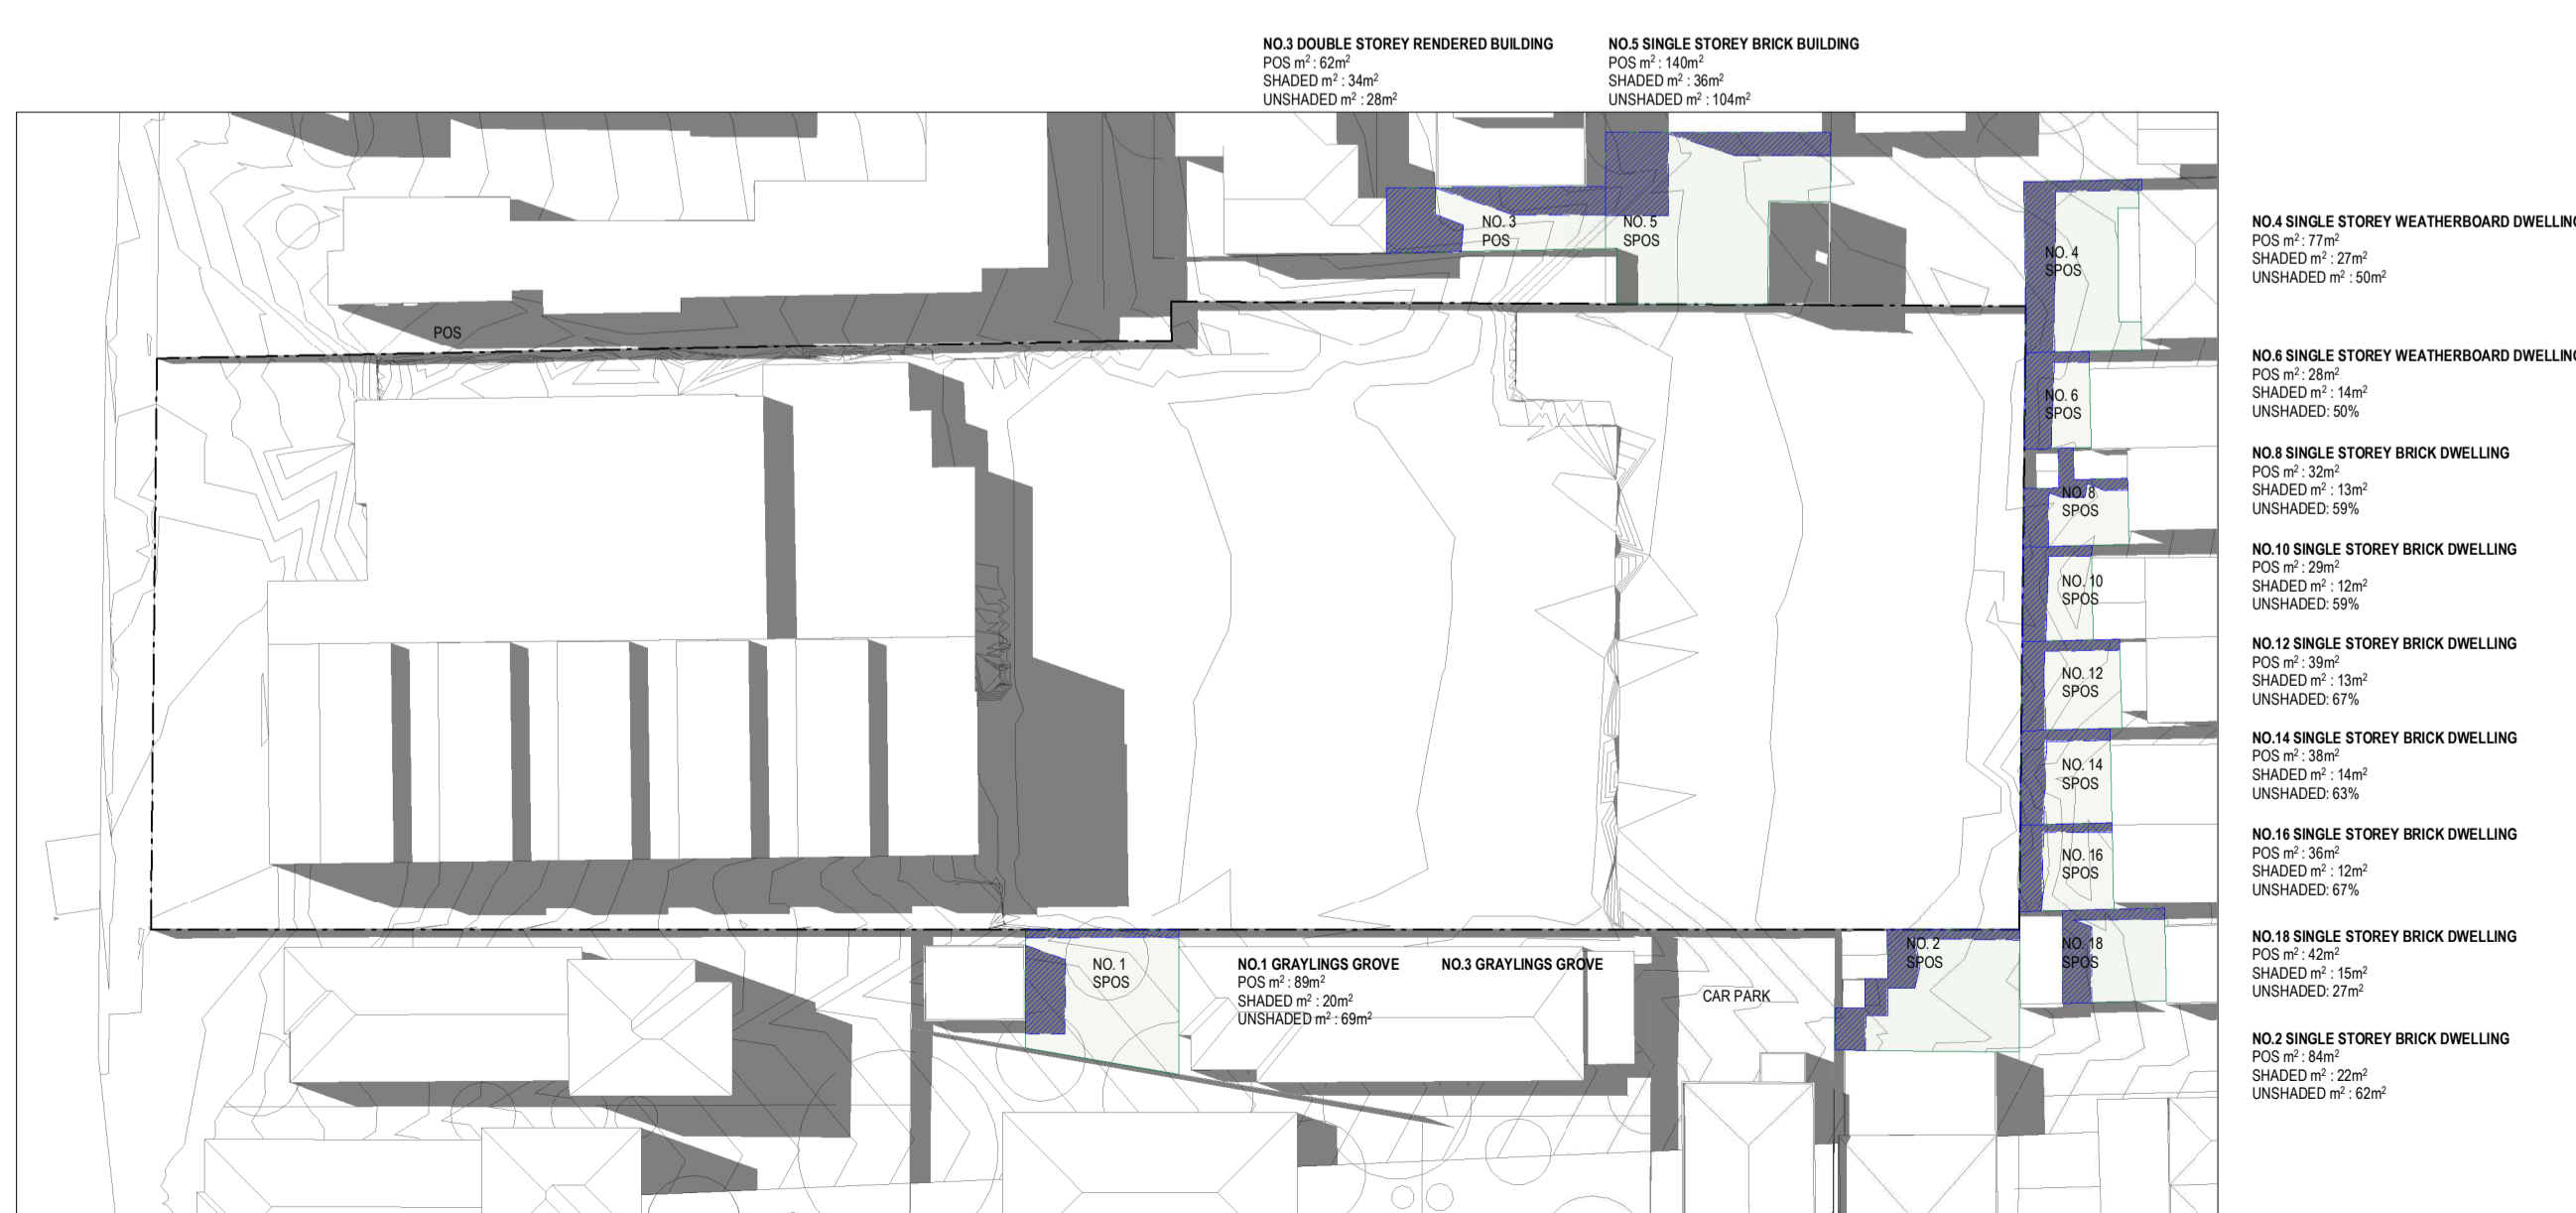 NO.3 DOUBLE STOREY RENDERED BUILDING
POS m² : 62m²
SHADED m² : 34m²
UNSHADED m² : 28m²
NO.5 SINGLE STOREY BRICK BUILDING
POS m² : 140m²
SHADED m² : 36m²
UNSHADED m² : 104m²
NO. 3
POS
NO. 5
SPOS
POS
NO. 4
SPOS
NO. 6
SPOS
NO. 8
SPOS
NO. 10
SPOS
NO. 12
SPOS
NO. 14
SPOS
NO. 16
SPOS
NO. 18
SPOS
NO. 2
SPOS
NO. 1
SPOS
NO.1 GRAYLINGS GROVE
POS m² : 89m²
SHADED m² : 20m²
UNSHADED m² : 69m²
NO.3 GRAYLINGS GROVE
CAR PARK
NO.4 SINGLE STOREY WEATHERBOARD DWELLING
POS m² : 77m²
SHADED m² : 27m²
UNSHADED m² : 50m²
NO.6 SINGLE STOREY WEATHERBOARD DWELLING
POS m² : 28m²
SHADED m² : 14m²
UNSHADED: 50%
NO.8 SINGLE STOREY BRICK DWELLING
POS m² : 32m²
SHADED m² : 13m²
UNSHADED: 59%
NO.10 SINGLE STOREY BRICK DWELLING
POS m² : 29m²
SHADED m² : 12m²
UNSHADED: 59%
NO.12 SINGLE STOREY BRICK DWELLING
POS m² : 39m²
SHADED m² : 13m²
UNSHADED: 67%
NO.14 SINGLE STOREY BRICK DWELLING
POS m² : 38m²
SHADED m² : 14m²
UNSHADED: 63%
NO.16 SINGLE STOREY BRICK DWELLING
POS m² : 36m²
SHADED m² : 12m²
UNSHADED: 67%
NO.18 SINGLE STOREY BRICK DWELLING
POS m² : 42m²
SHADED m² : 15m²
UNSHADED: 27m²
NO.2 SINGLE STOREY BRICK DWELLING
POS m² : 84m²
SHADED m² : 22m²
UNSHADED m² : 62m²